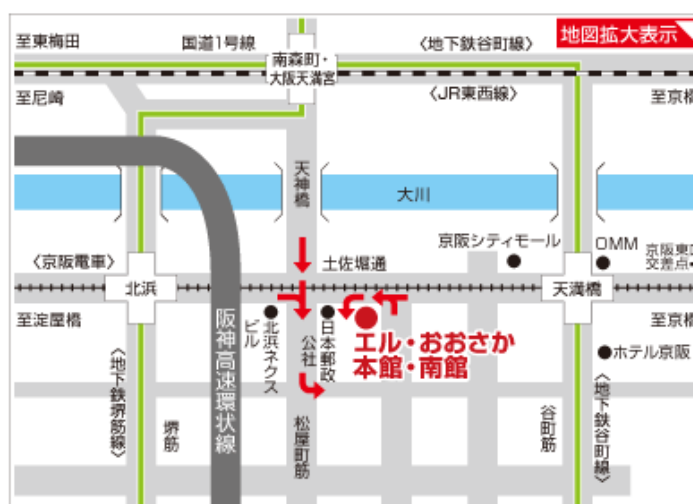 至東梅田
国道1号線
〈地下鉄谷町線〉
地図拡大表示
南森町・
大阪天満宮
至尼崎
〈JR東西線〉
至京橋
天神橋
大川
京阪シティモール
OMM
京阪東口
交差点
〈京阪電車〉
土佐堀通
北浜
天満橋
至淀屋橋
至京橋
阪神高速環状線
北浜ネクス
ビル
日本郵政
公社
エル・おおさか
本館・南館
ホテル京阪
〈地下鉄堺筋線〉
堺筋
松屋町筋
谷町筋
〈地下鉄谷町線〉